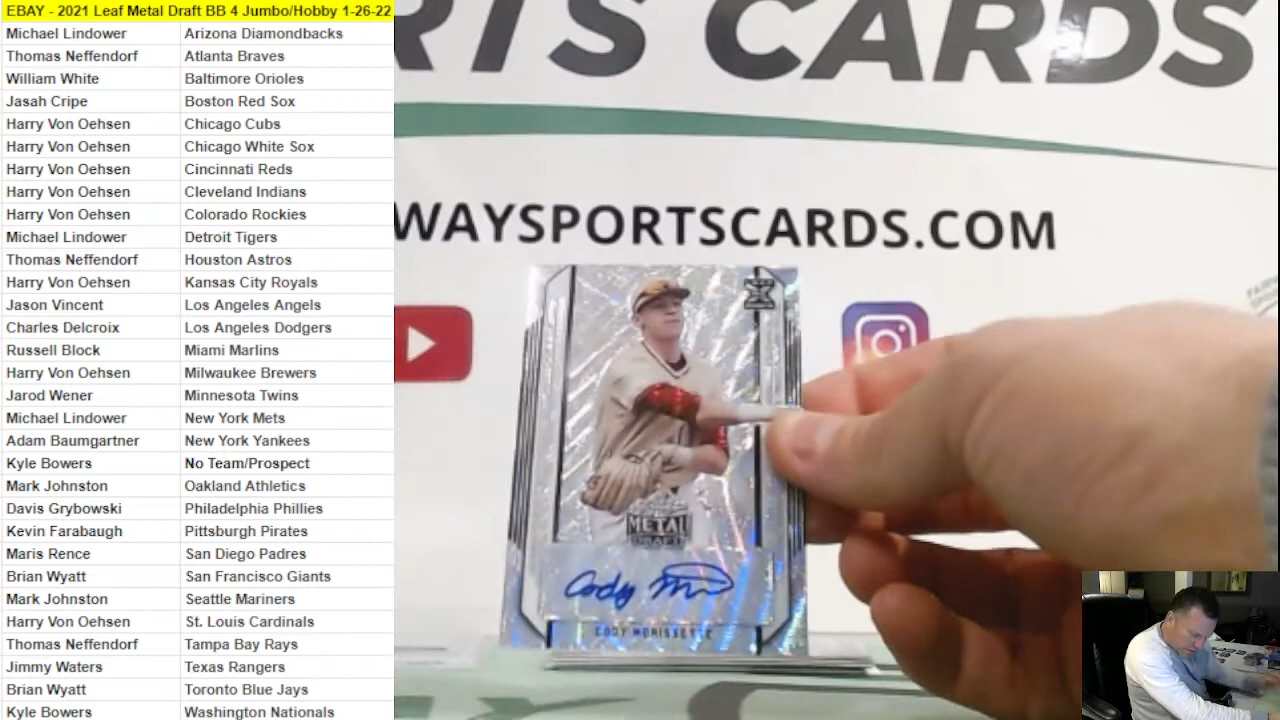 EBAY - 2021 Leaf Metal Draft BB 4 Jumbo/Hobby 1-26-22
Michael Lindower Arizona Diamondbacks
Thomas Neffendorf Atlanta Braves
William White Baltimore Orioles
Jasah Cripe Boston Red Sox
Harry Von Oehsen Chicago Cubs
Harry Von Oehsen Chicago White Sox
Harry Von Oehsen Cincinnati Reds
Harry Von Oehsen Cleveland Indians
Harry Von Oehsen Colorado Rockies
Michael Lindower Detroit Tigers
Thomas Neffendorf Houston Astros
Harry Von Oehsen Kansas City Royals
Jason Vincent Los Angeles Angels
Charles Delcroix Los Angeles Dodgers
Russell Block Miami Marlins
Harry Von Oehsen Milwaukee Brewers
Jarod Wener Minnesota Twins
Michael Lindower New York Mets
Adam Baumgartner New York Yankees
Kyle Bowers No Team/Prospect
Mark Johnston Oakland Athletics
Davis Grybowski Philadelphia Phillies
Kevin Farabaugh Pittsburgh Pirates
Maris Rence San Diego Padres
Brian Wyatt San Francisco Giants
Mark Johnston Seattle Mariners
Harry Von Oehsen St. Louis Cardinals
Thomas Neffendorf Tampa Bay Rays
Jimmy Waters Texas Rangers
Brian Wyatt Toronto Blue Jays
Kyle Bowers Washington Nationals
RTS CARDS
WAYSPORTSCARDS.COM
METAL
DRAFT
Cody
CODY MORISSETTE